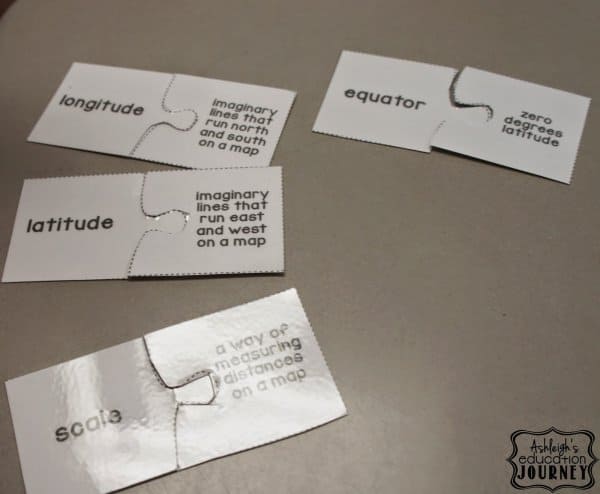 longitude
imaginary
lines that
run north
and south
on a map
equator
zero
degrees
latitude
latitude
imaginary
lines that
run east
and west
on a map
scale
a way of
measuring
distances
on a map
Ashleigh's
education
JOURNEY